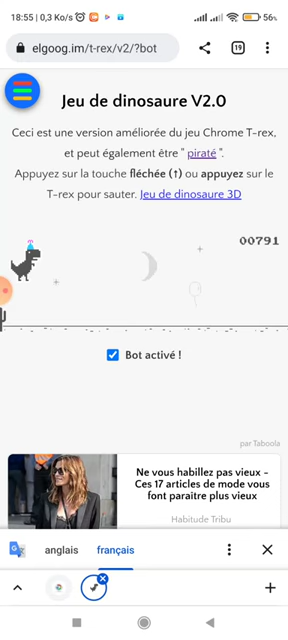 18:55 | 0,3 Ko/s
56%
elgoog.im/t-rex/v2/?bot
19
Jeu de dinosaure V2.0
Ceci est une version améliorée du jeu Chrome T-rex,
et peut également être " piraté ".
Appuyez sur la touche fléchée (↑) ou appuyez sur le
T-rex pour sauter. Jeu de dinosaure 3D
00791
Bot activé !
par Taboola
Ne vous habillez pas vieux -
Ces 17 articles de mode vous
font paraitre plus vieux
Habitude Tribu
anglais français